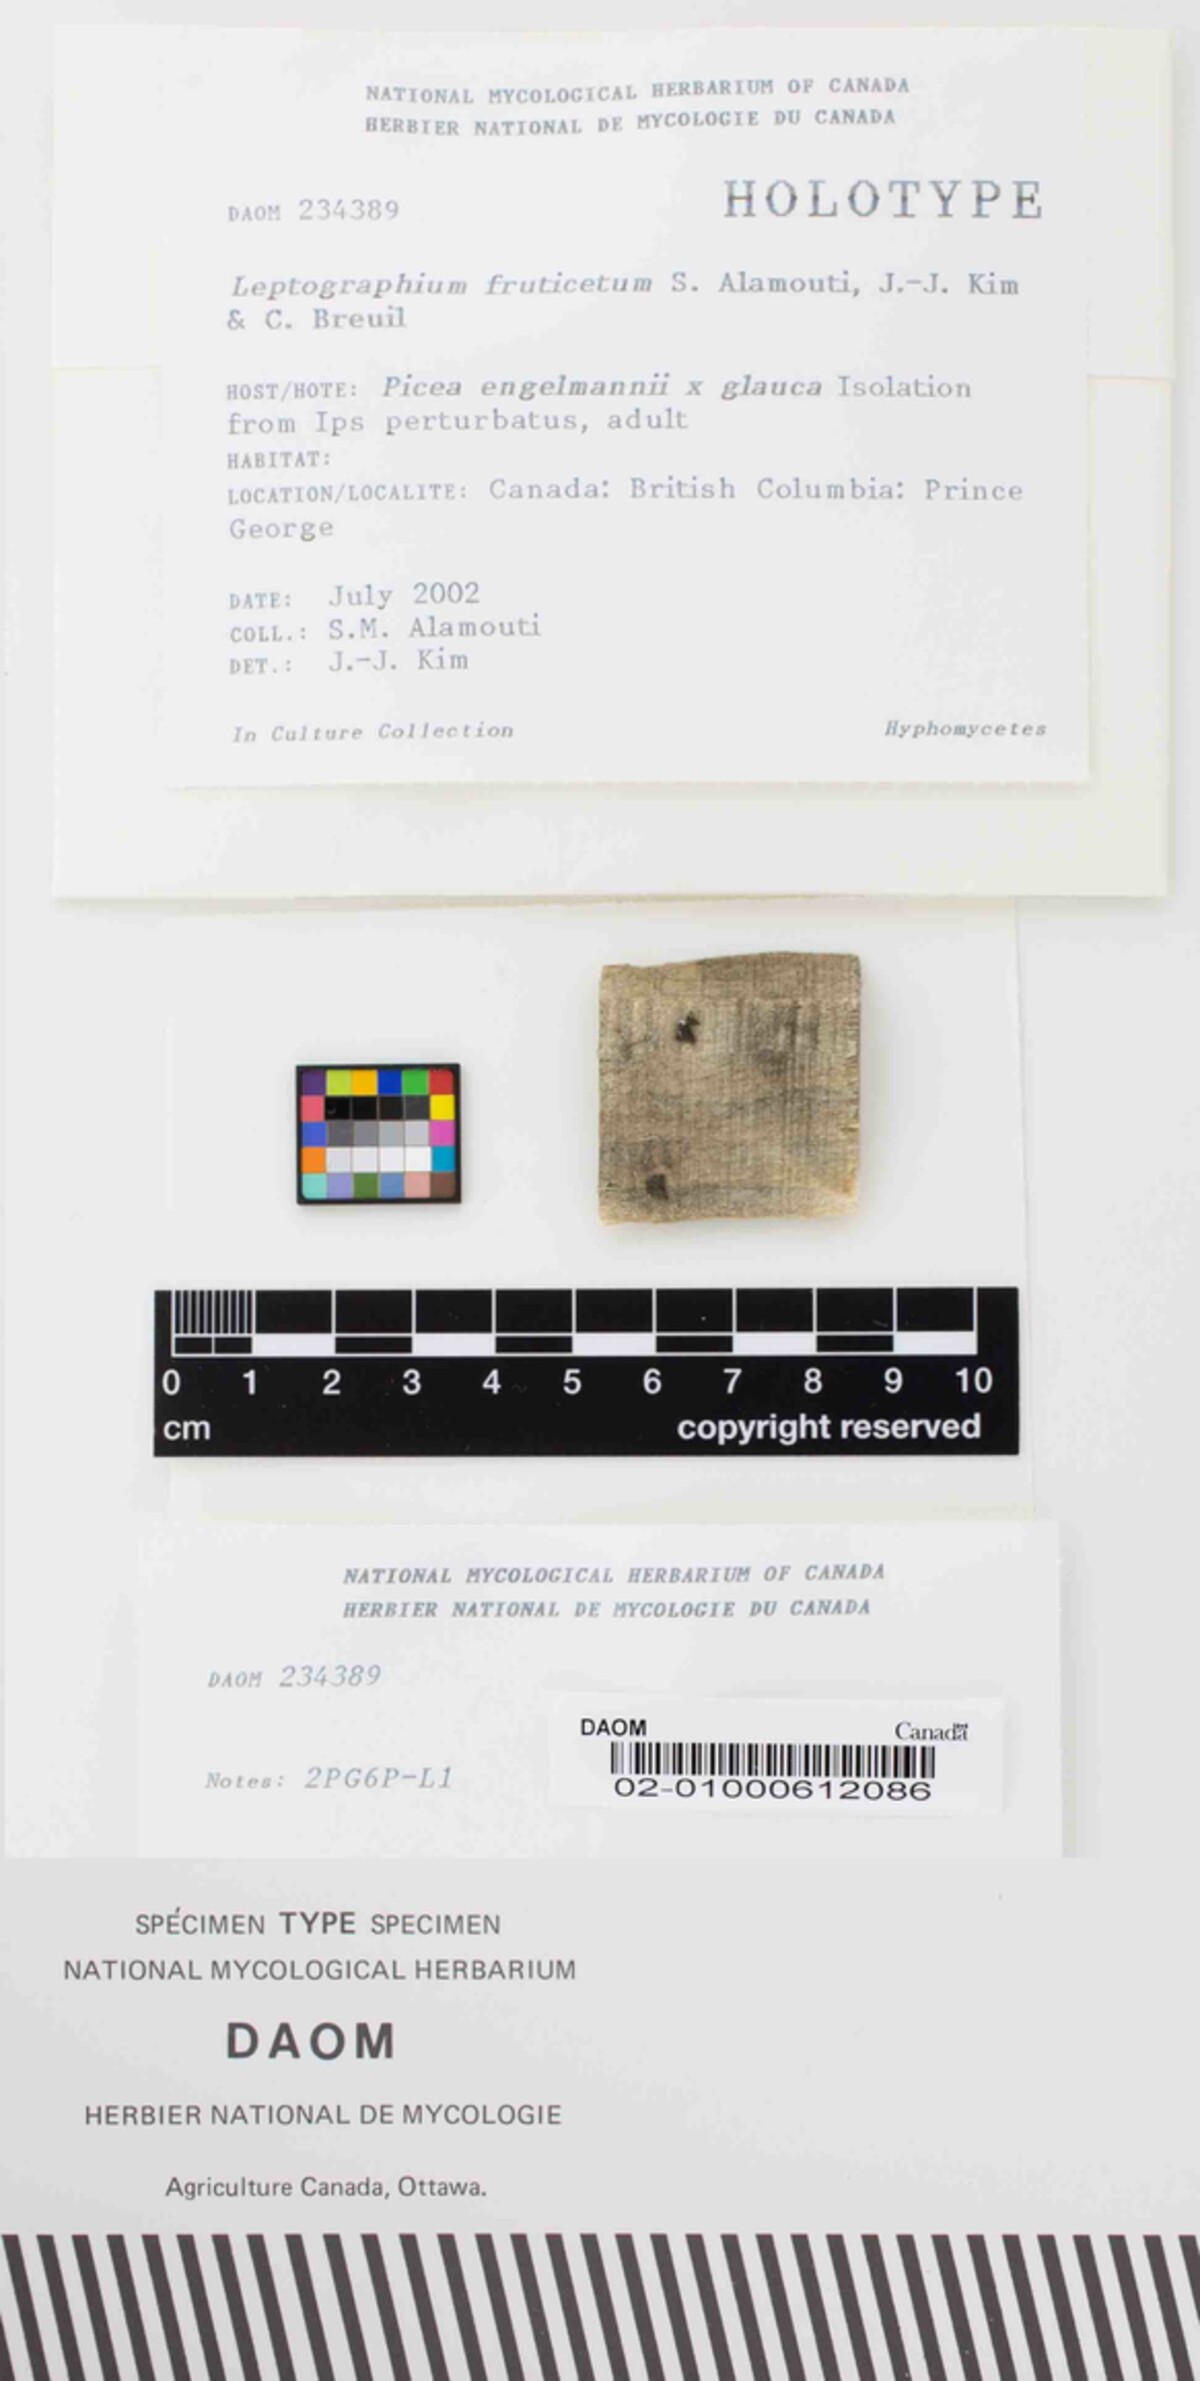 NATIONAL MYCOLOGICAL HERBARIUM OF CANADA
HERBIER NATIONAL DE MYCOLOGIE DU CANADA
DAOM 234389
HOLOTYPE
Leptographium fruticetum S. Alamouti, J.-J. Kim
& C. Breuil
HOST/HOTE: Picea engelmannii x glauca Isolation
from Ips perturbatus, adult
HABITAT:
LOCATION/LOCALITE: Canada: British Columbia: Prince
George
DATE: July 2002
COLL.: S.M. Alamouti
DET.: J.-J. Kim
In Culture Collection
Hyphomycetes
0 1 2 3 4 5 6 7 8 9 10
cm copyright reserved
NATIONAL MYCOLOGICAL HERBARIUM OF CANADA
HERBIER NATIONAL DE MYCOLOGIE DU CANADA
DAOM 234389
DAOM Canada
Notes: 2PG6P-L1
02-01000612086
SPÉCIMEN TYPE SPECIMEN
NATIONAL MYCOLOGICAL HERBARIUM
DAOM
HERBIER NATIONAL DE MYCOLOGIE
Agriculture Canada, Ottawa.